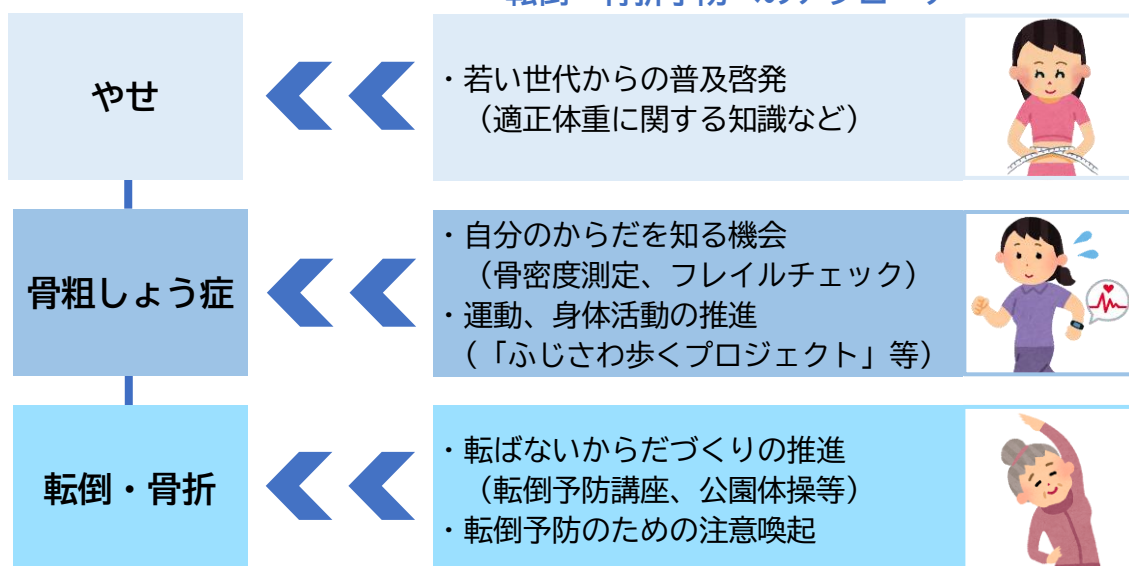 やせ
・若い世代からの普及啓発
（適正体重に関する知識など）
骨粗しょう症
・自分のからだを知る機会
（骨密度測定、フレイルチェック）
・運動、身体活動の推進
（「ふじさわ歩くプロジェクト」等）
転倒・骨折
・転ばないからだづくりの推進
（転倒予防講座、公園体操等）
・転倒予防のための注意喚起